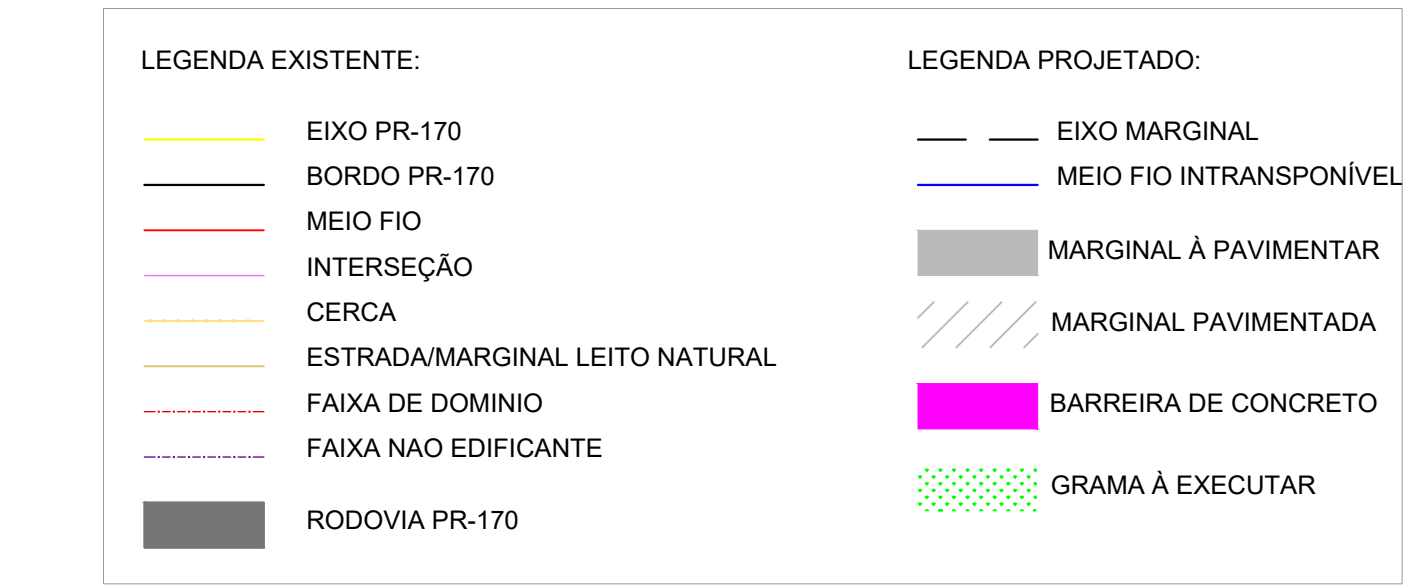 LEGENDA EXISTENTE:
EIXO PR-170
BORDO PR-170
MEIO FIO
INTERSEÇÃO
CERCA
ESTRADA/MARGINAL LEITO NATURAL
FAIXA DE DOMINIO
FAIXA NAO EDIFICANTE
RODOVIA PR-170
LEGENDA PROJETADO:
EIXO MARGINAL
MEIO FIO INTRANSPONÍVEL
MARGINAL À PAVIMENTAR
MARGINAL PAVIMENTADA
BARREIRA DE CONCRETO
GRAMA À EXECUTAR